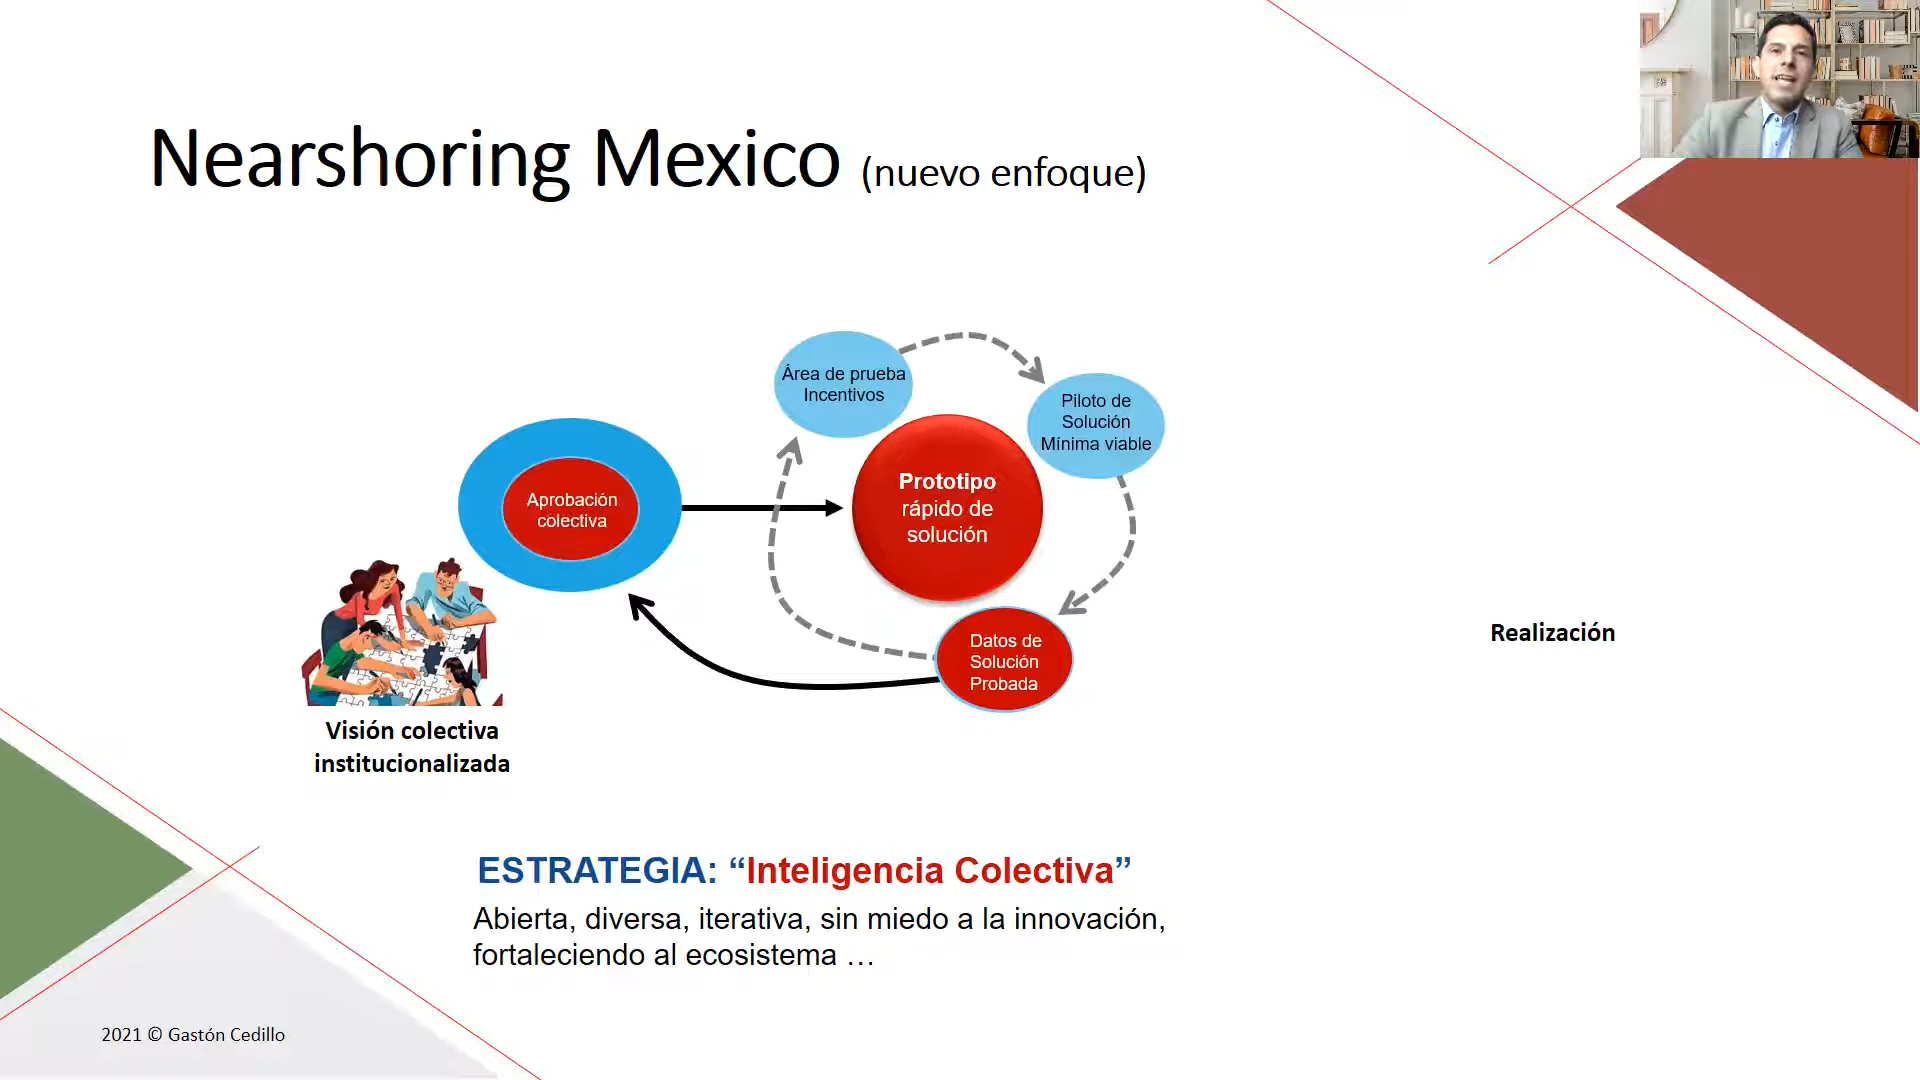 Nearshoring Mexico (nuevo enfoque)
Área de prueba
Incentivos
Piloto de
Solución
Mínima viable
Aprobación
colectiva
Prototipo
rápido de
solución
Datos de
Solución
Probada
Realización
Visión colectiva
institucionalizada
ESTRATEGIA: “Inteligencia Colectiva”
Abierta, diversa, iterativa, sin miedo a la innovación,
fortaleciendo al ecosistema …
2021 © Gastón Cedillo